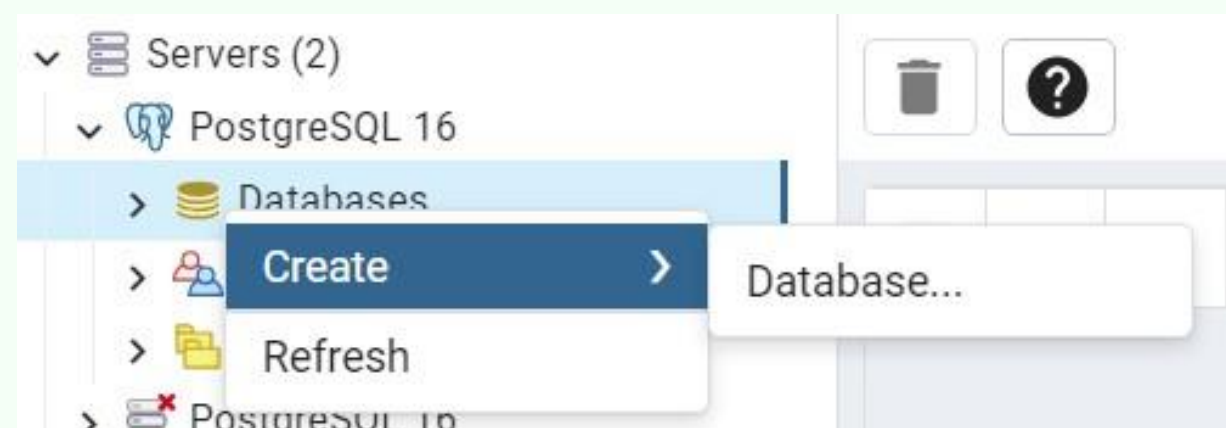 Servers (2)
PostgreSQL 16
Databases
Create
Database...
Refresh
PostgreSQL 16